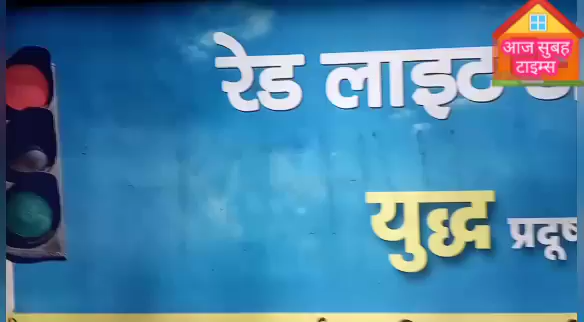 आज सुबह
टाइम्स
रेड लाइट
युद्ध